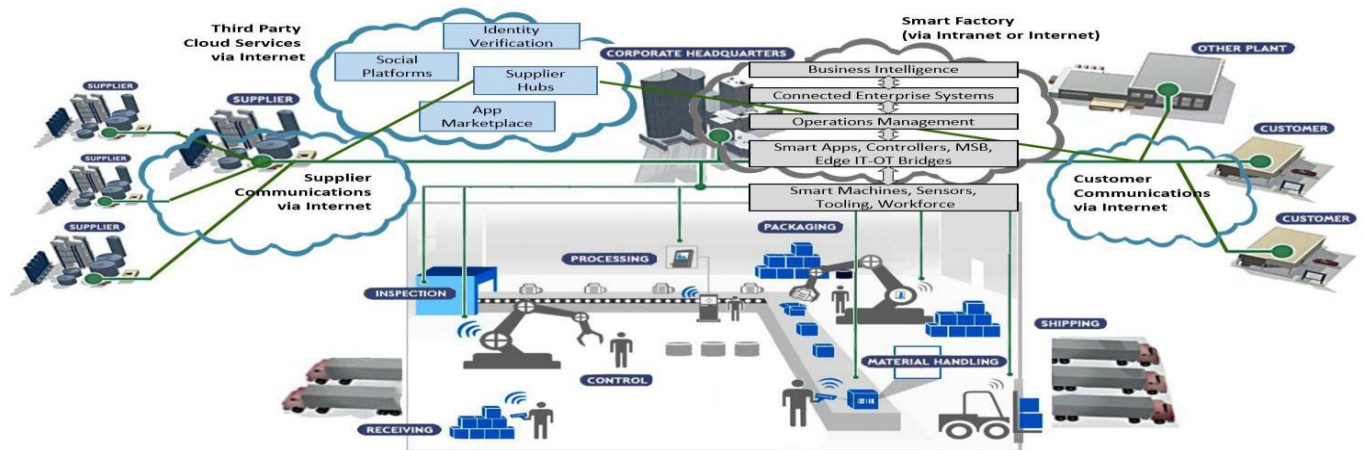 Third Party
Cloud Services
via Internet
Identity
Verification
Social
Platforms
Supplier
Hubs
App
Marketplace
CORPORATE HEADQUARTERS
Smart Factory
(via Intranet or Internet)
Business Intelligence
Connected Enterprise Systems
Operations Management
Smart Apps, Controllers, MSB,
Edge IT-OT Bridges
Smart Machines, Sensors,
Tooling, Workforce
OTHER PLANT
SUPPLIER
SUPPLIER
SUPPLIER
SUPPLIER
Supplier
Communications
via Internet
CUSTOMER
Customer
Communications
via Internet
CUSTOMER
PACKAGING
PROCESSING
INSPECTION
SHIPPING
MATERIAL HANDLING
CONTROL
RECEIVING